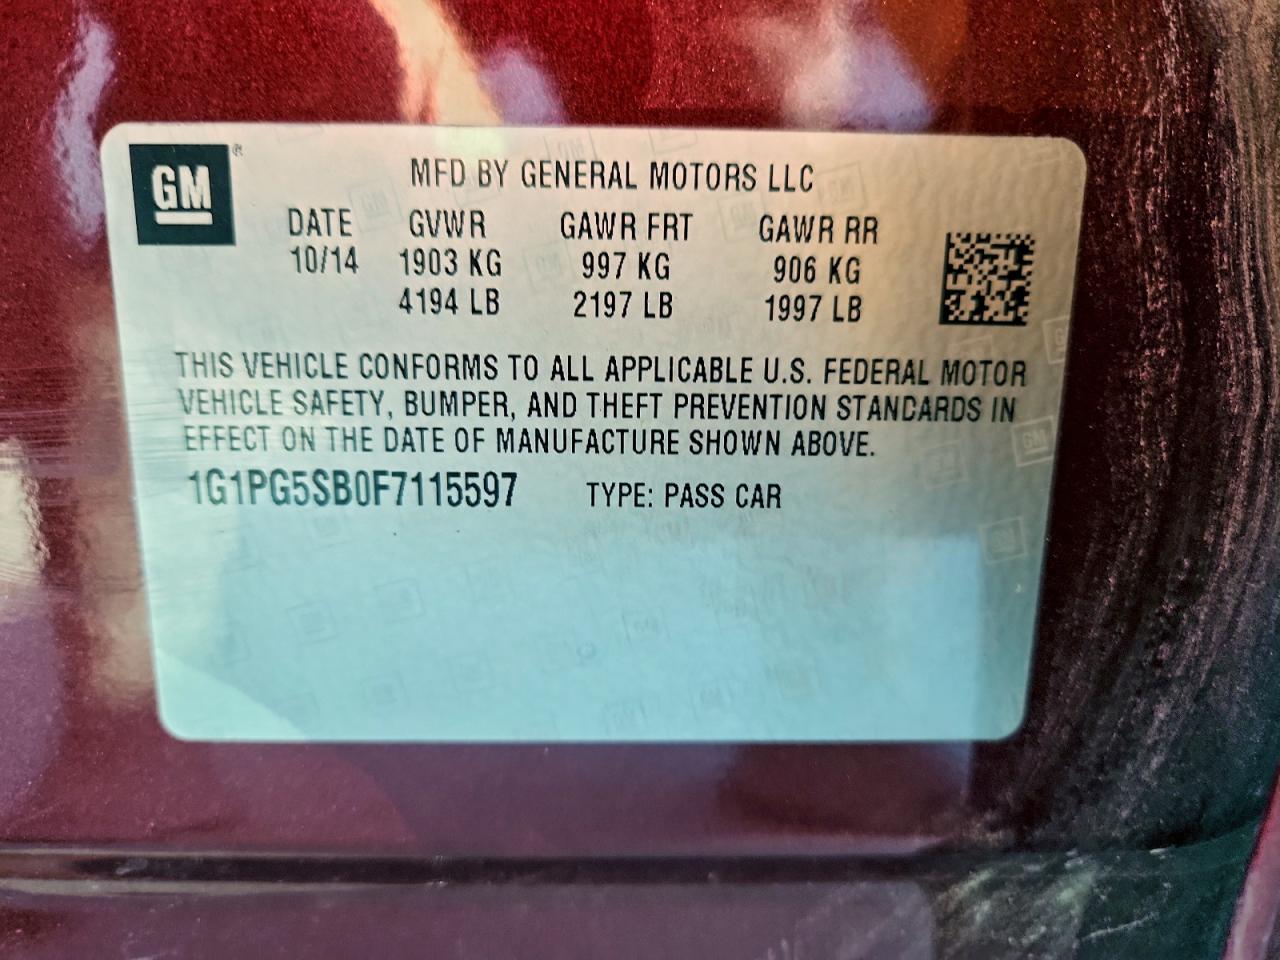 GM®
MFD BY GENERAL MOTORS LLC
DATE GVWR GAWR FRT GAWR RR
10/14 1903 KG 997 KG 906 KG
4194 LB 2197 LB 1997 LB
THIS VEHICLE CONFORMS TO ALL APPLICABLE U.S. FEDERAL MOTOR
VEHICLE SAFETY, BUMPER, AND THEFT PREVENTION STANDARDS IN
EFFECT ON THE DATE OF MANUFACTURE SHOWN ABOVE.
1G1PG5SB0F7115597 TYPE: PASS CAR